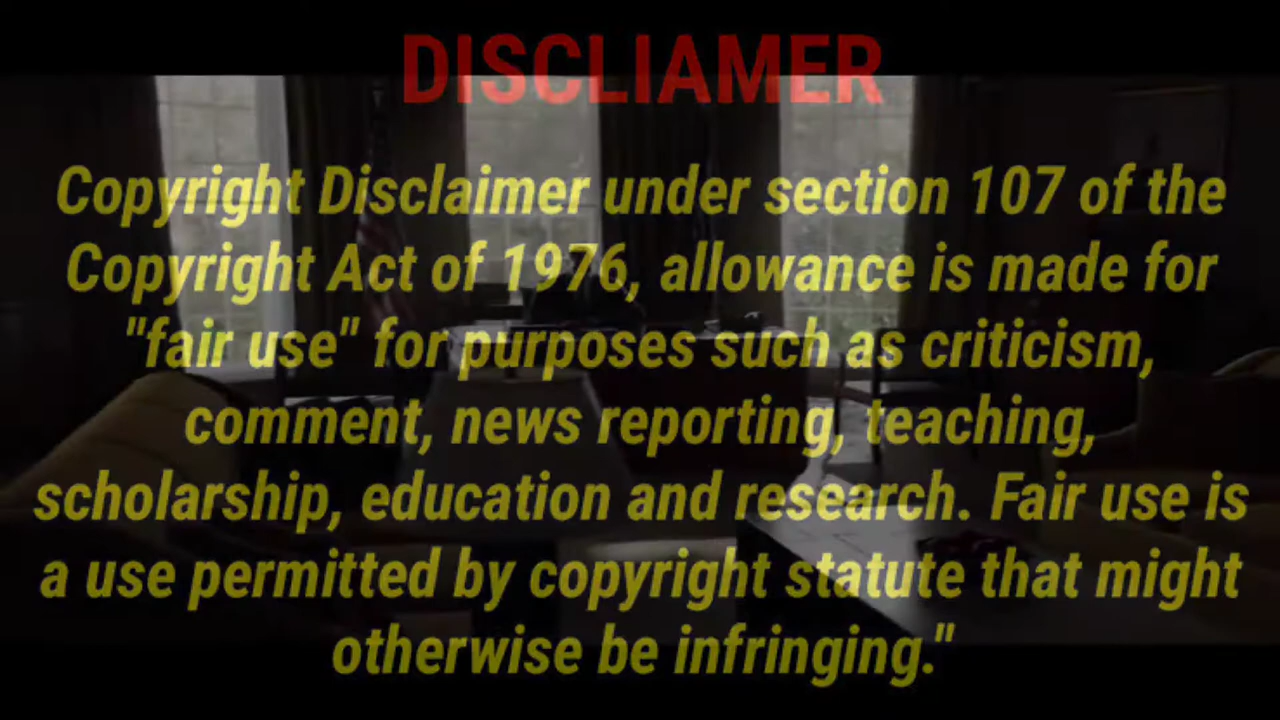 DISCLIAMER
Copyright Disclaimer under section 107 of the
Copyright Act of 1976, allowance is made for
"fair use" for purposes such as criticism,
comment, news reporting, teaching,
scholarship, education and research. Fair use is
a use permitted by copyright statute that might
otherwise be infringing."